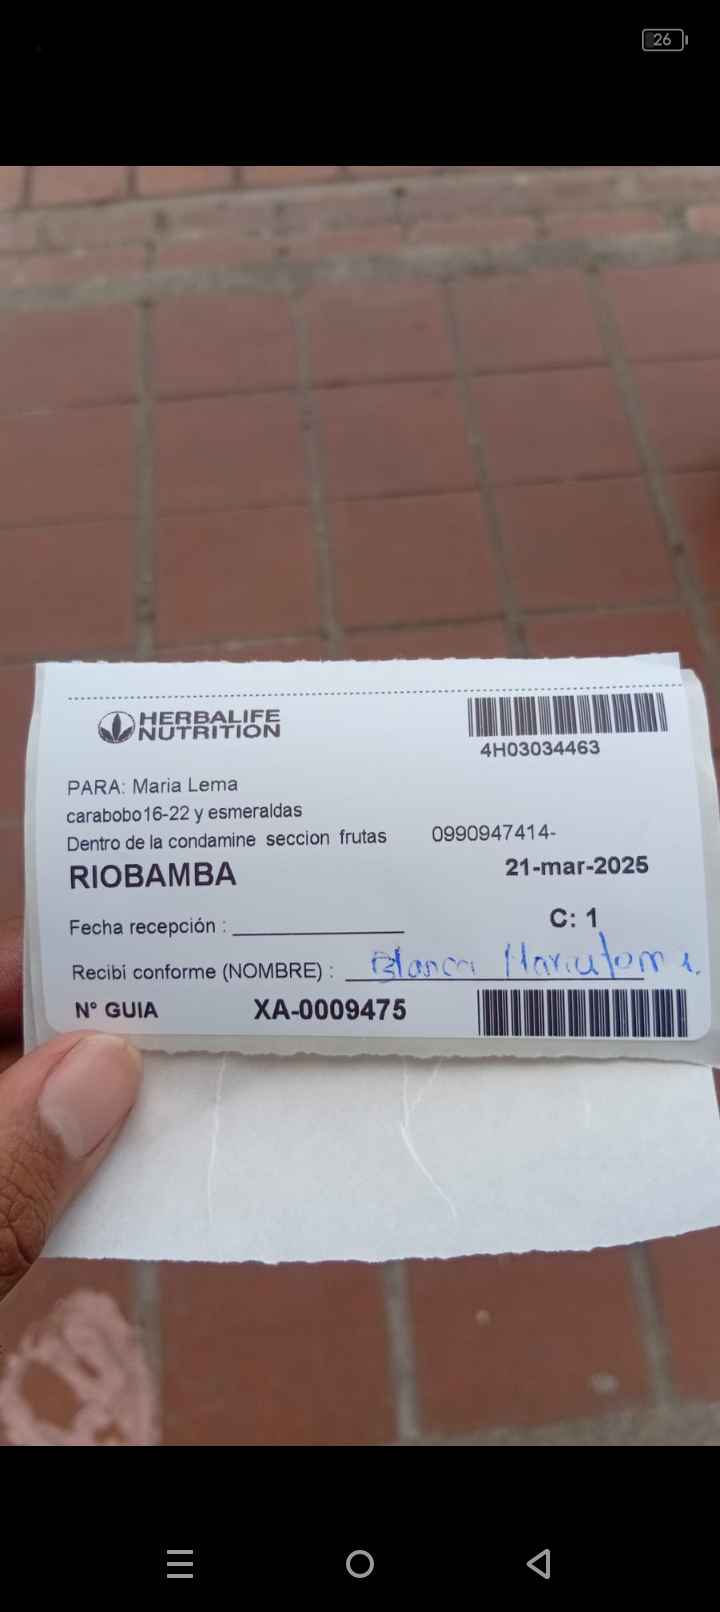 26
HERBALIFE
NUTRITION
4H03034463
PARA: Maria Lema
carabobo16-22 y esmeraldas
Dentro de la condamine seccion frutas 0990947414-
RIOBAMBA 21-mar-2025
Fecha recepción : C: 1
Recibi conforme (NOMBRE) : Blanca
N° GUIA XA-0009475